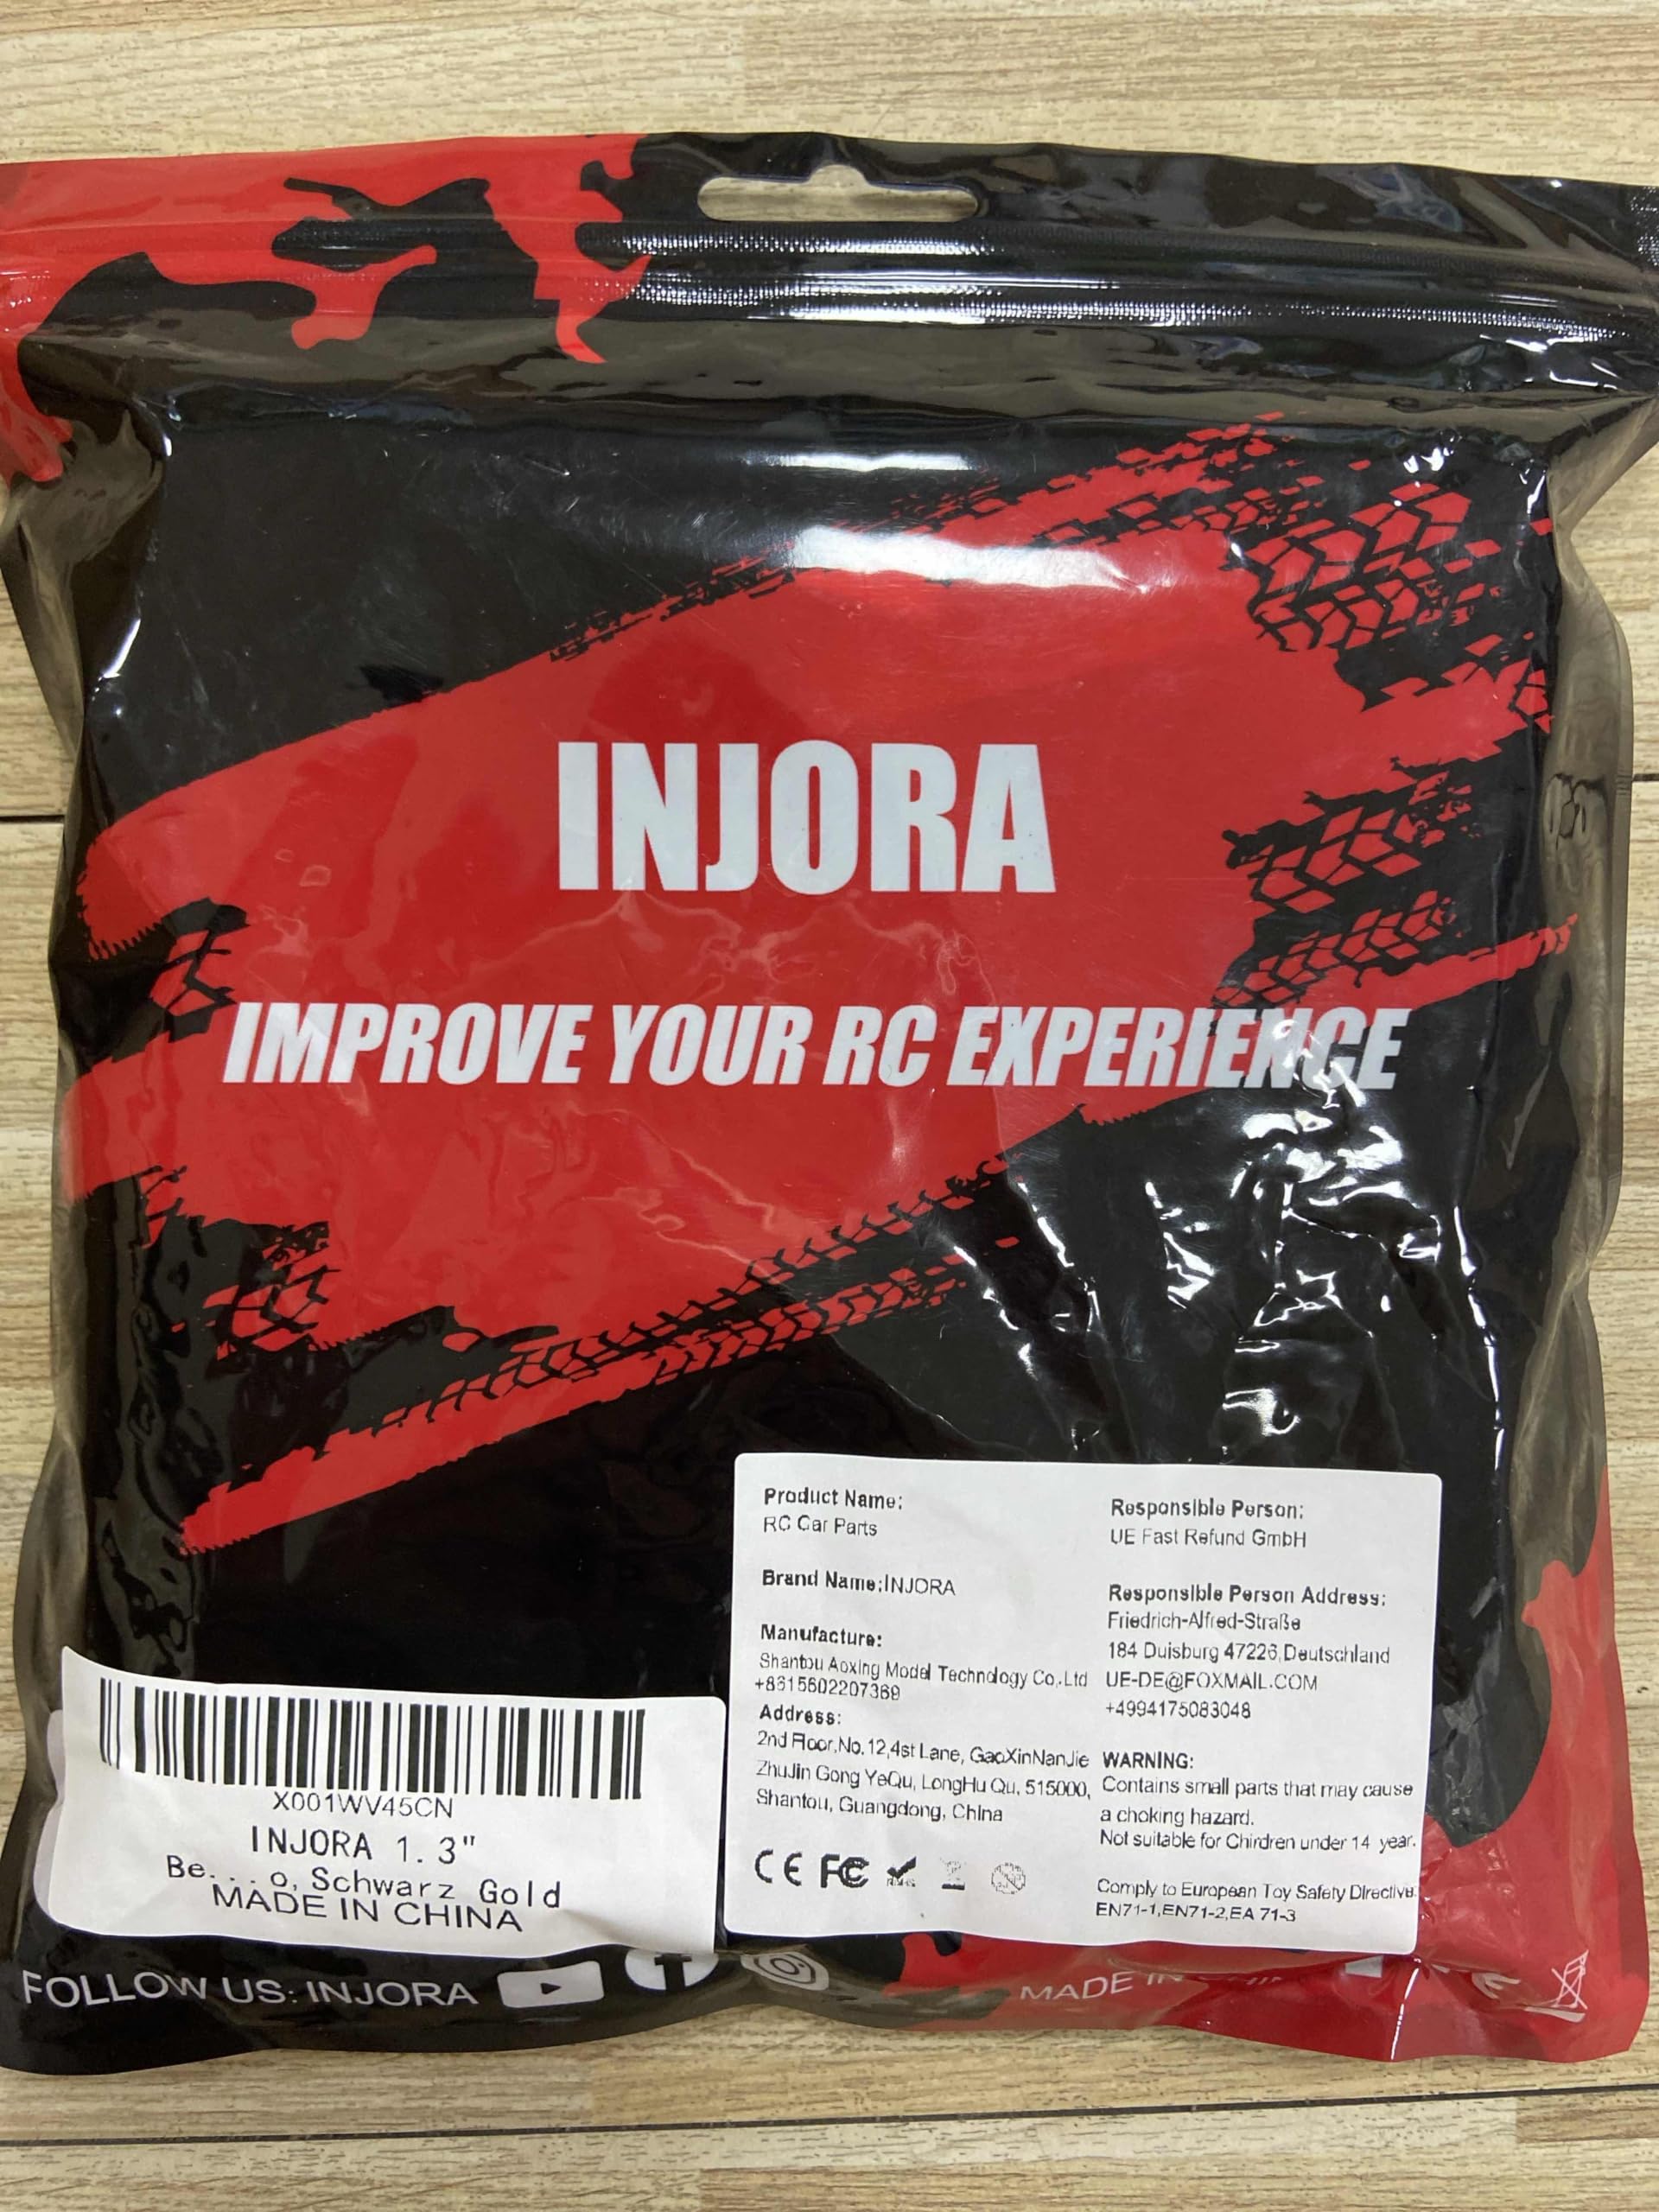 INJORA
IMPROVE YOUR RC EXPERIENCE
Product Name:
RC Car Parts
Brand Name:INJORA
Manufacture:
Shantou Aoxing Model Technology Co,.Ltd
+8615602207369
Address:
2nd Floor,No.12,4st Lane, GaoXinNanJie
ZhuJin Gong YeQu, LongHu Qu, 515000,
Shantou, Guangdong, China
CE FC
Responsible Person:
UE Fast Refund GmbH
Responsible Person Address:
Friedrich-Alfred-Straße
184 Duisburg 47226,Deutschland
UE-DE@FOXMAIL.COM
+4994175083048
WARNING:
Contains small parts that may cause
a choking hazard.
Not suitable for Chirdren under 14 year.
Comply to European Toy Safety Directive.
EN71-1,EN71-2,EA 71-3
X001WV45CN
INJORA 1.3"
Be...o, Schwarz Gold
MADE IN CHINA
FOLLOW US: INJORA
MADE IN